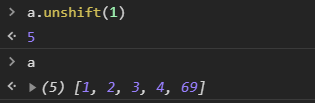 > a.unshift(1)
<· 5
> a
<· ▶ (5) [1, 2, 3, 4, 69]